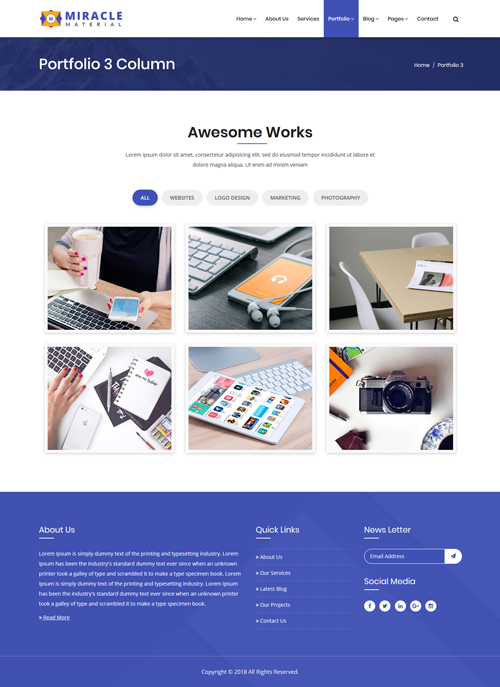 MIRACLE
MATERIAL
Home About Us Services Portfolio Blog Pages Contact
Portfolio 3 Column
Home / Portfolio 3
Awesome Works
Lorem ipsum dolor sit amet, consectetur adipisicing elit, sed do eiusmod tempor incididunt ut labore et
dolore magna aliqua. Ut enim ad minim veniam
ALL WEBSITES LOGO DESIGN MARKETING PHOTOGRAPHY
About Us
Lorem Ipsum is simply dummy text of the printing and typesetting industry. Lorem
Ipsum has been the industry's standard dummy text ever since when an unknown
printer took a galley of type and scrambled it to make a type specimen book. Lorem
Ipsum is simply dummy text of the printing and typesetting industry. Lorem Ipsum
has been the industry's standard dummy text ever since when an unknown printer
took a galley of type and scrambled it to make a type specimen book.
» Read More
Quick Links
» About Us
» Our Services
» Latest Blog
» Our Projects
» Contact Us
News Letter
Email Address
Social Media
Copyright © 2018 All Rights Reserved.